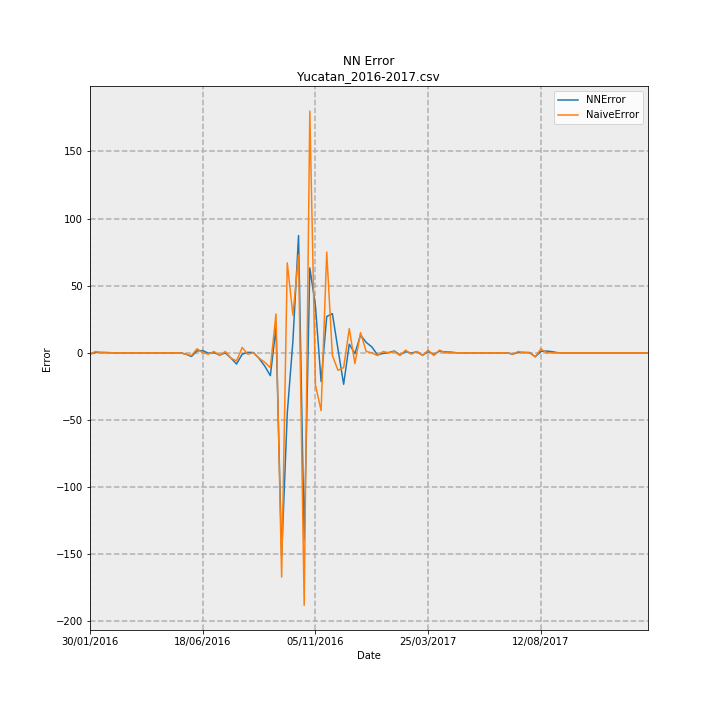 NN Error
Yucatan_2016-2017.csv
NNError
NaiveError
150
100
50
0
−50
−100
−150
−200
Error
30/01/2016
18/06/2016
05/11/2016
25/03/2017
12/08/2017
Date